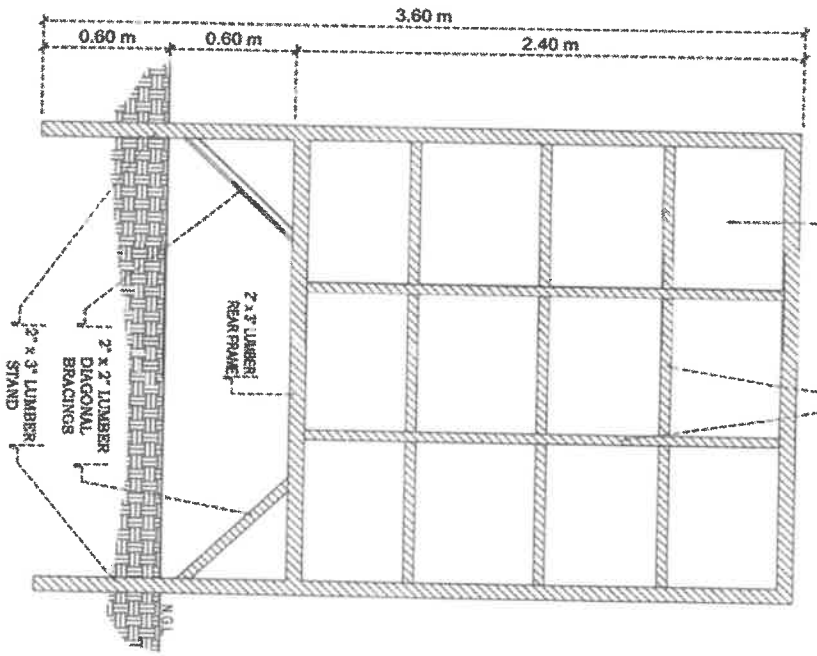 3.60 m
0.60 m
0.60 m
2.40 m
2" x 3" LUMBER
REAR FRAME
2" x 2" LUMBER
DIAGONAL
BRACINGS
2" x 3" LUMBER
STAND
N.G.L